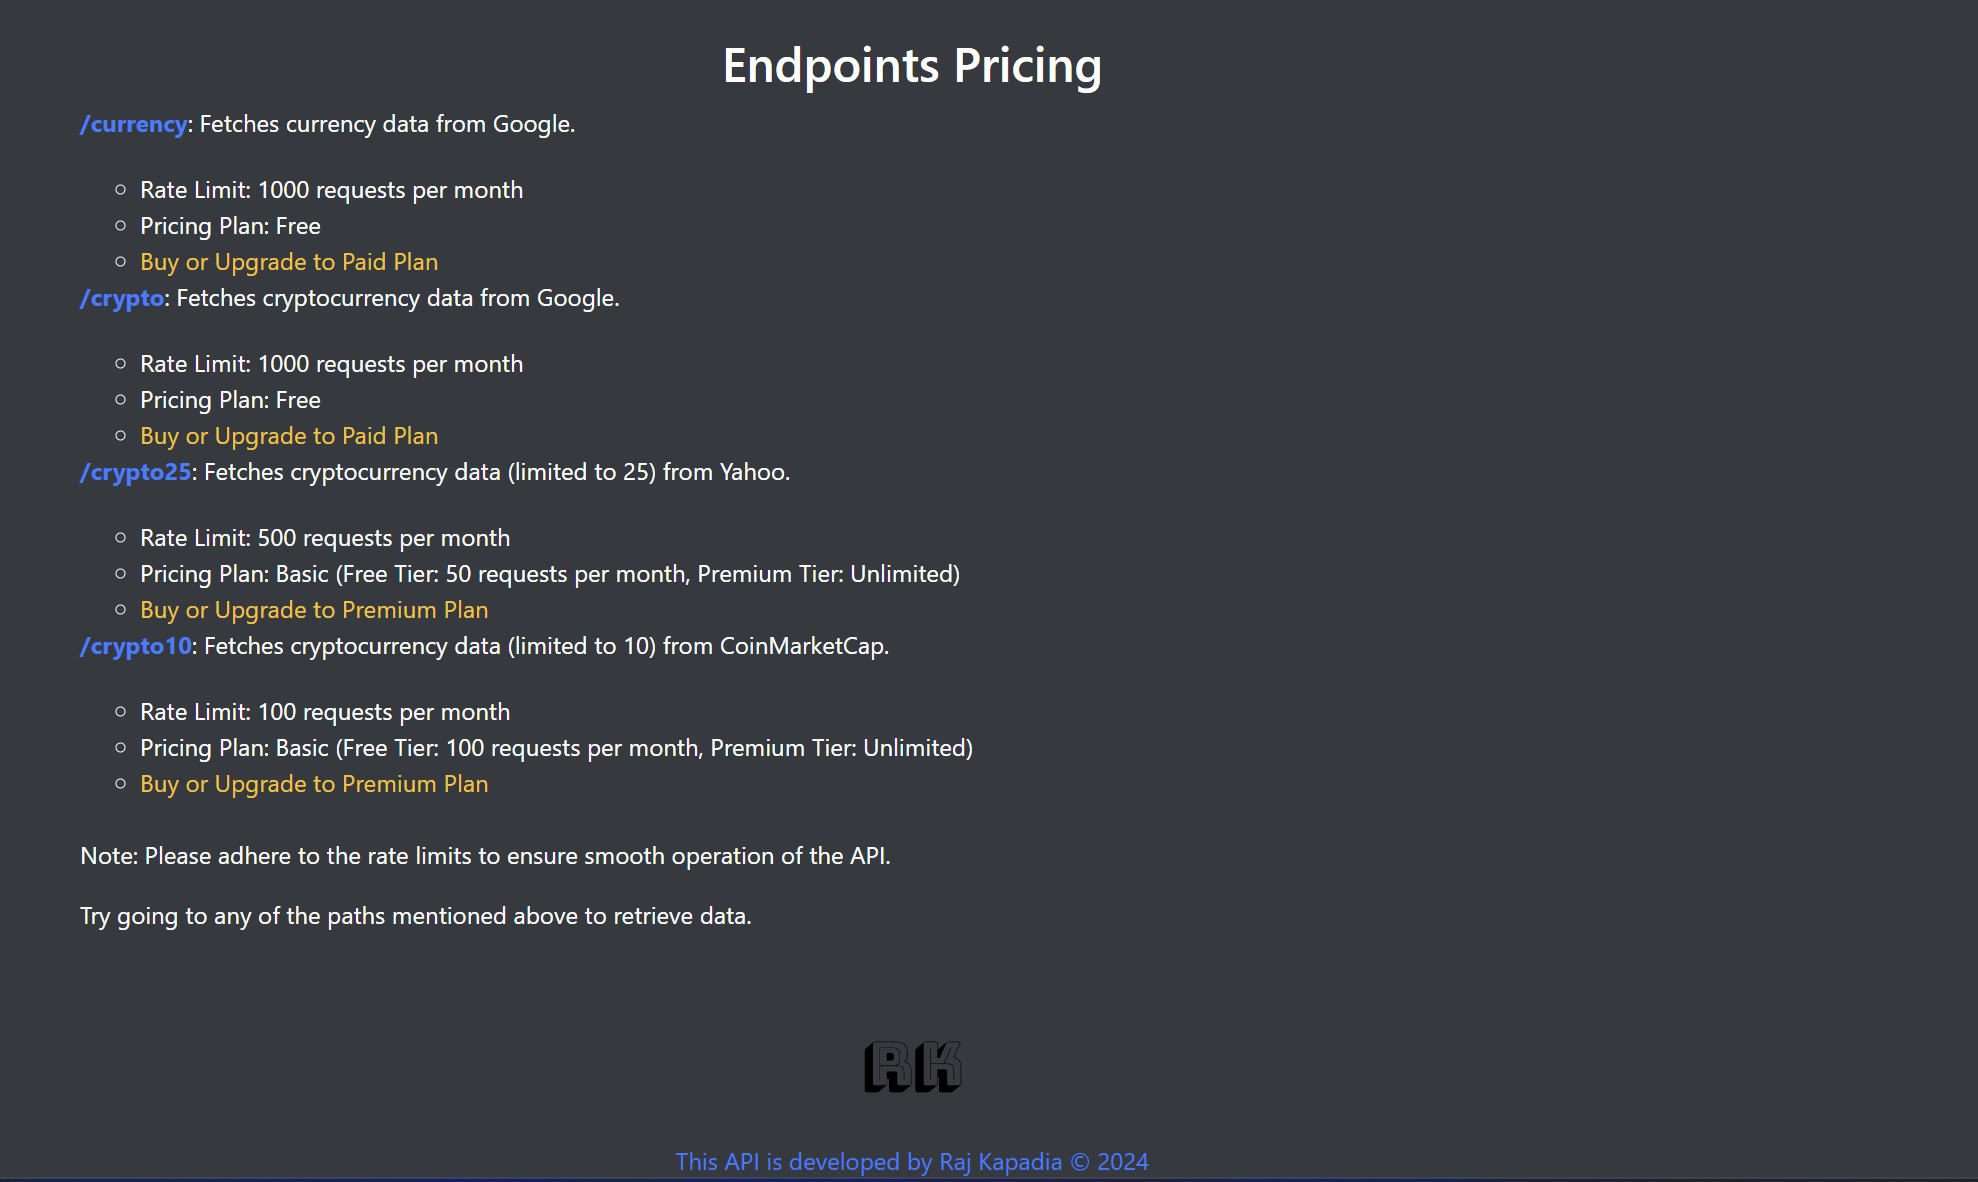 Endpoints Pricing
/currency: Fetches currency data from Google.
Rate Limit: 1000 requests per month
Pricing Plan: Free
Buy or Upgrade to Paid Plan
/crypto: Fetches cryptocurrency data from Google.
Rate Limit: 1000 requests per month
Pricing Plan: Free
Buy or Upgrade to Paid Plan
/crypto25: Fetches cryptocurrency data (limited to 25) from Yahoo.
Rate Limit: 500 requests per month
Pricing Plan: Basic (Free Tier: 50 requests per month, Premium Tier: Unlimited)
Buy or Upgrade to Premium Plan
/crypto10: Fetches cryptocurrency data (limited to 10) from CoinMarketCap.
Rate Limit: 100 requests per month
Pricing Plan: Basic (Free Tier: 100 requests per month, Premium Tier: Unlimited)
Buy or Upgrade to Premium Plan
Note: Please adhere to the rate limits to ensure smooth operation of the API.
Try going to any of the paths mentioned above to retrieve data.
RK
This API is developed by Raj Kapadia © 2024